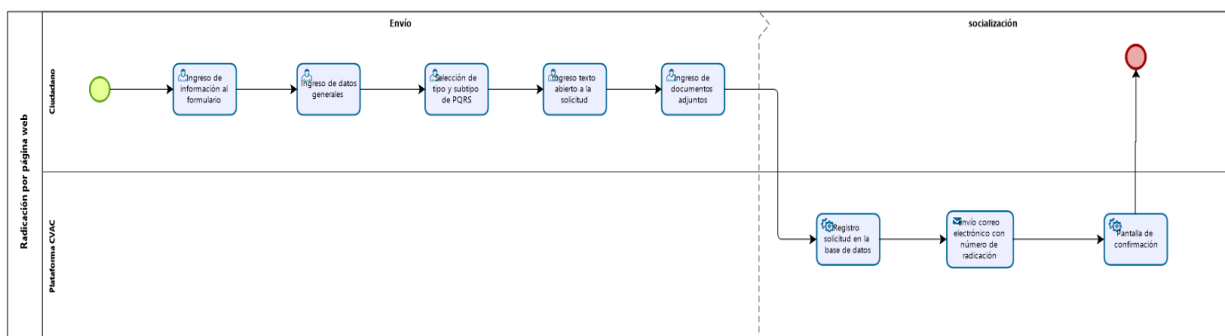 Envío
socialización
Radicación por página web
Ciudadano
Ingreso de
información al
formulario
Ingreso de datos
generales
Selección de
tipo y subtipo
de PQRS
Ingreso texto
abierto a la
solicitud
Ingreso de
documentos
adjuntos
Plataforma CVAC
Registro
solicitud en la
base de datos
Envío correo
electrónico con
número de
radicación
Pantalla de
confirmación